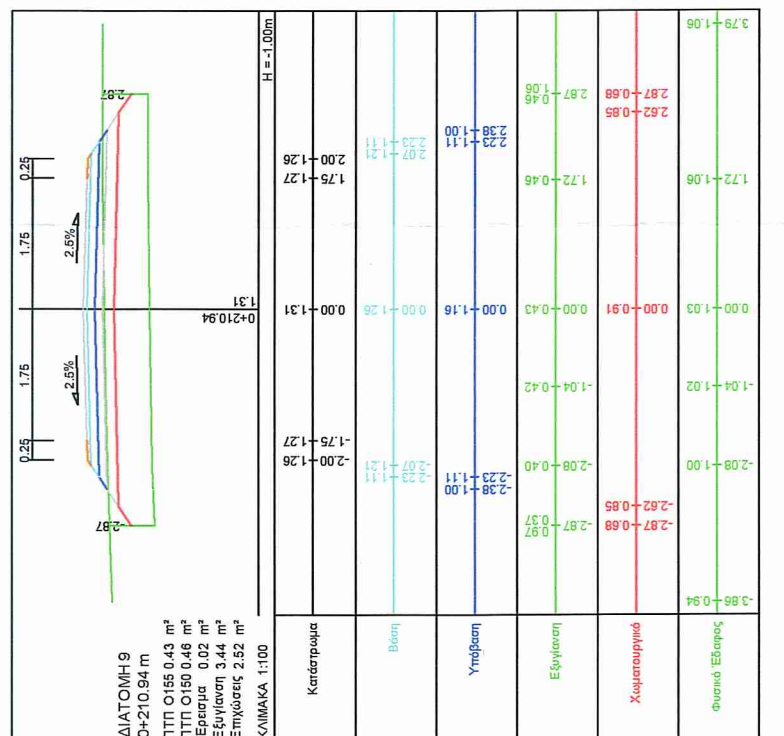 ΔΙΑΤΟΜΗ 9
0+210.94 m
ΠΤΠ Ο155 0.43 m²
ΠΤΠ Ο150 0.46 m²
Έρεισμα 0.02 m²
Εξυγίανση 3.44 m²
Επιχώσεις 2.52 m²
ΚΛΙΜΑΚΑ 1:100
H = -1.00m
0.25
1.75
1.75
0.25
2.5%
2.5%
-2.87
2.87
1.31
0+210.94
Κατάστρωμα
-2.00 1.26
-1.75 1.27
0.00 1.31
1.75 1.27
2.00 1.26
Βάση
-2.23 1.11
-2.07 1.21
0.00 1.26
2.07 1.21
2.23 1.11
Υπόβαση
-2.38 1.00
-2.23 1.11
0.00 1.16
2.23 1.11
2.38 1.00
Εξυγίανση
-2.87 0.97
0.37
-2.08 0.40
-1.04 0.42
0.00 0.43
1.72 0.46
2.87 0.46
1.06
Χωματουργικό
-2.87 0.68
-2.62 0.85
0.00 0.91
2.62 0.85
2.87 0.68
Φυσικό Έδαφος
-3.86 0.94
-2.08 1.00
-1.04 1.02
0.00 1.03
1.72 1.06
3.79 1.06